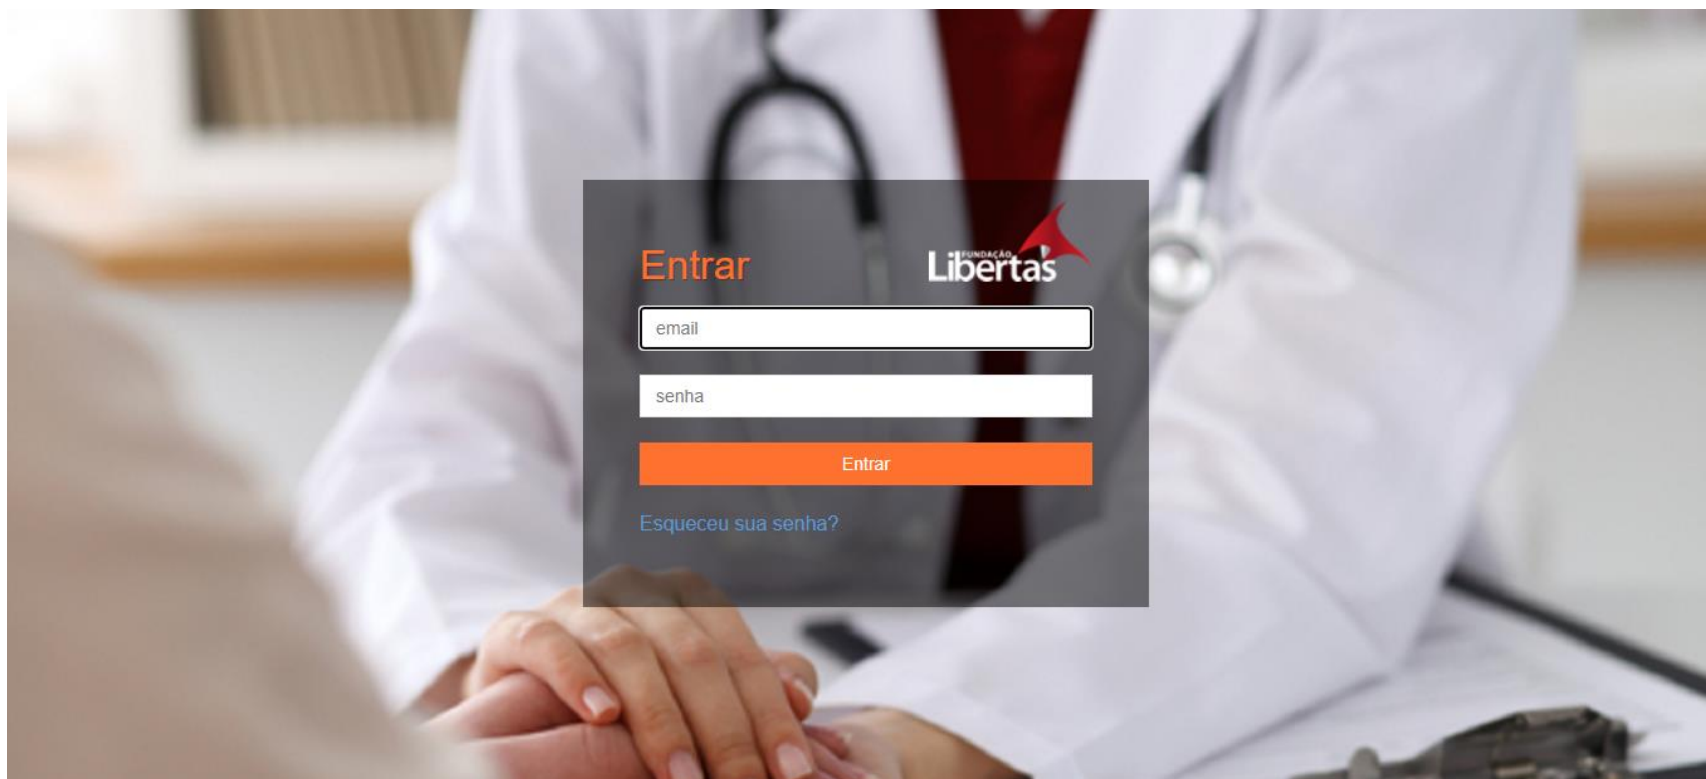 Entrar
FUNDAÇÃO
Libertas
email
senha
Entrar
Esqueceu sua senha?